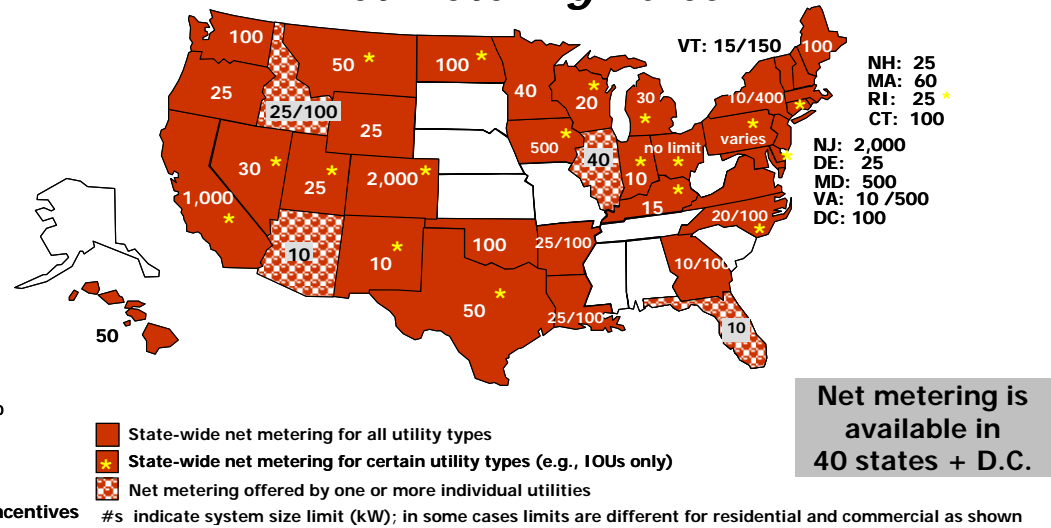 VT: 15/150
100
100
50 *
100 *
NH: 25
MA: 60
RI: 25 *
CT: 100
25
40
20
30
10/400
25/100
25
500
40
no limit
varies
NJ: 2,000
DE: 25
MD: 500
VA: 10 /500
DC: 100
30 *
25
2,000 *
10
15
1,000
20/100
10
10
100
25/100
10/100
50
25/100
10
50
Net metering is
available in
40 states + D.C.
State-wide net metering for all utility types
* State-wide net metering for certain utility types (e.g., IOUs only)
Net metering offered by one or more individual utilities
ncentives
#s indicate system size limit (kW); in some cases limits are different for residential and commercial as shown